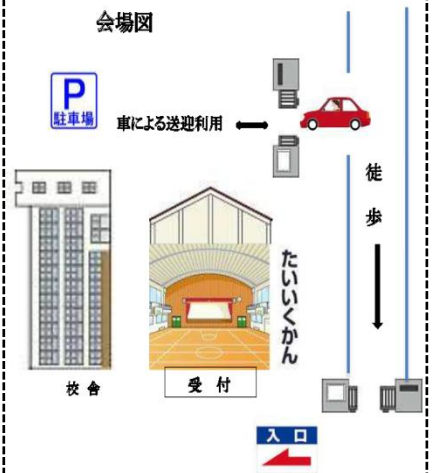 会場図
P
駐車場
車による送迎利用
徒歩
たいいくかん
校舎
受付
入口